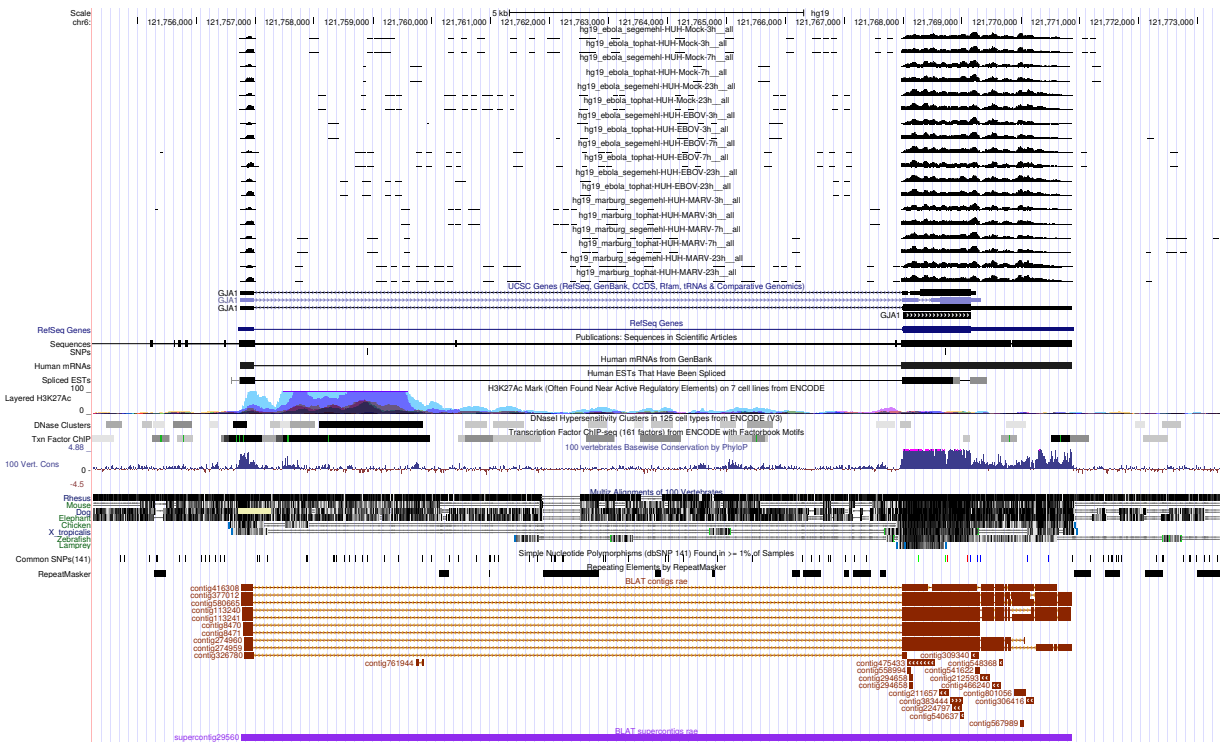 Scale 5 kb hg19
chr6: 121,756,000 121,757,000 121,758,000 121,759,000 121,760,000 121,761,000 121,762,000 121,763,000 121,764,000 121,765,000 121,766,000 121,767,000 121,768,000 121,769,000 121,770,000 121,771,000 121,772,000 121,773,000
hg19_ebola_segemehl-HUH-Mock-3h__all
hg19_ebola_tophat-HUH-Mock-3h__all
hg19_ebola_segemehl-HUH-Mock-7h__all
hg19_ebola_tophat-HUH-Mock-7h__all
hg19_ebola_segemehl-HUH-Mock-23h__all
hg19_ebola_tophat-HUH-Mock-23h__all
hg19_ebola_segemehl-HUH-EBOV-3h__all
hg19_ebola_tophat-HUH-EBOV-3h__all
hg19_ebola_segemehl-HUH-EBOV-7h__all
hg19_ebola_tophat-HUH-EBOV-7h__all
hg19_ebola_segemehl-HUH-EBOV-23h__all
hg19_ebola_tophat-HUH-EBOV-23h__all
hg19_marburg_segemehl-HUH-MARV-3h__all
hg19_marburg_tophat-HUH-MARV-3h__all
hg19_marburg_segemehl-HUH-MARV-7h__all
hg19_marburg_tophat-HUH-MARV-7h__all
hg19_marburg_segemehl-HUH-MARV-23h__all
hg19_marburg_tophat-HUH-MARV-23h__all
UCSC Genes (RefSeq, GenBank, CCDS, Rfam, tRNAs & Comparative Genomics)
GJA1
GJA1
GJA1
GJA1
RefSeq Genes
RefSeq Genes
Publications: Sequences in Scientific Articles
Sequences
SNPs
Human mRNAs from GenBank
Human mRNAs
Human ESTs That Have Been Spliced
Spliced ESTs
H3K27Ac Mark (Often Found Near Active Regulatory Elements) on 7 cell lines from ENCODE
100
Layered H3K27Ac
0
DNaseI Hypersensitivity Clusters in 125 cell types from ENCODE (V3)
DNase Clusters
Transcription Factor ChIP-seq (161 factors) from ENCODE with Factorbook Motifs
Txn Factor ChIP
100 vertebrates Basewise Conservation by PhyloP
4.88
100 Vert. Cons
0
-4.5
Multiz Alignments of 100 Vertebrates
Rhesus
Mouse
Dog
Elephant
Chicken
X_tropicalis
Zebrafish
Lamprey
Simple Nucleotide Polymorphisms (dbSNP 141) Found in >= 1% of Samples
Common SNPs(141)
Repeating Elements by RepeatMasker
RepeatMasker
BLAT contigs rae
contig416308
contig377012
contig580665
contig113240
contig113241
contig8470
contig8471
contig274960
contig274959
contig326780 contig309340
contig761944 contig475433 contig548368
contig558994 contig541622
contig294658 contig212593
contig294658 contig466240
contig211657 contig801056
contig383444 contig306416
contig224797
contig540637
contig567989
BLAT supercontigs rae
supercontig29560